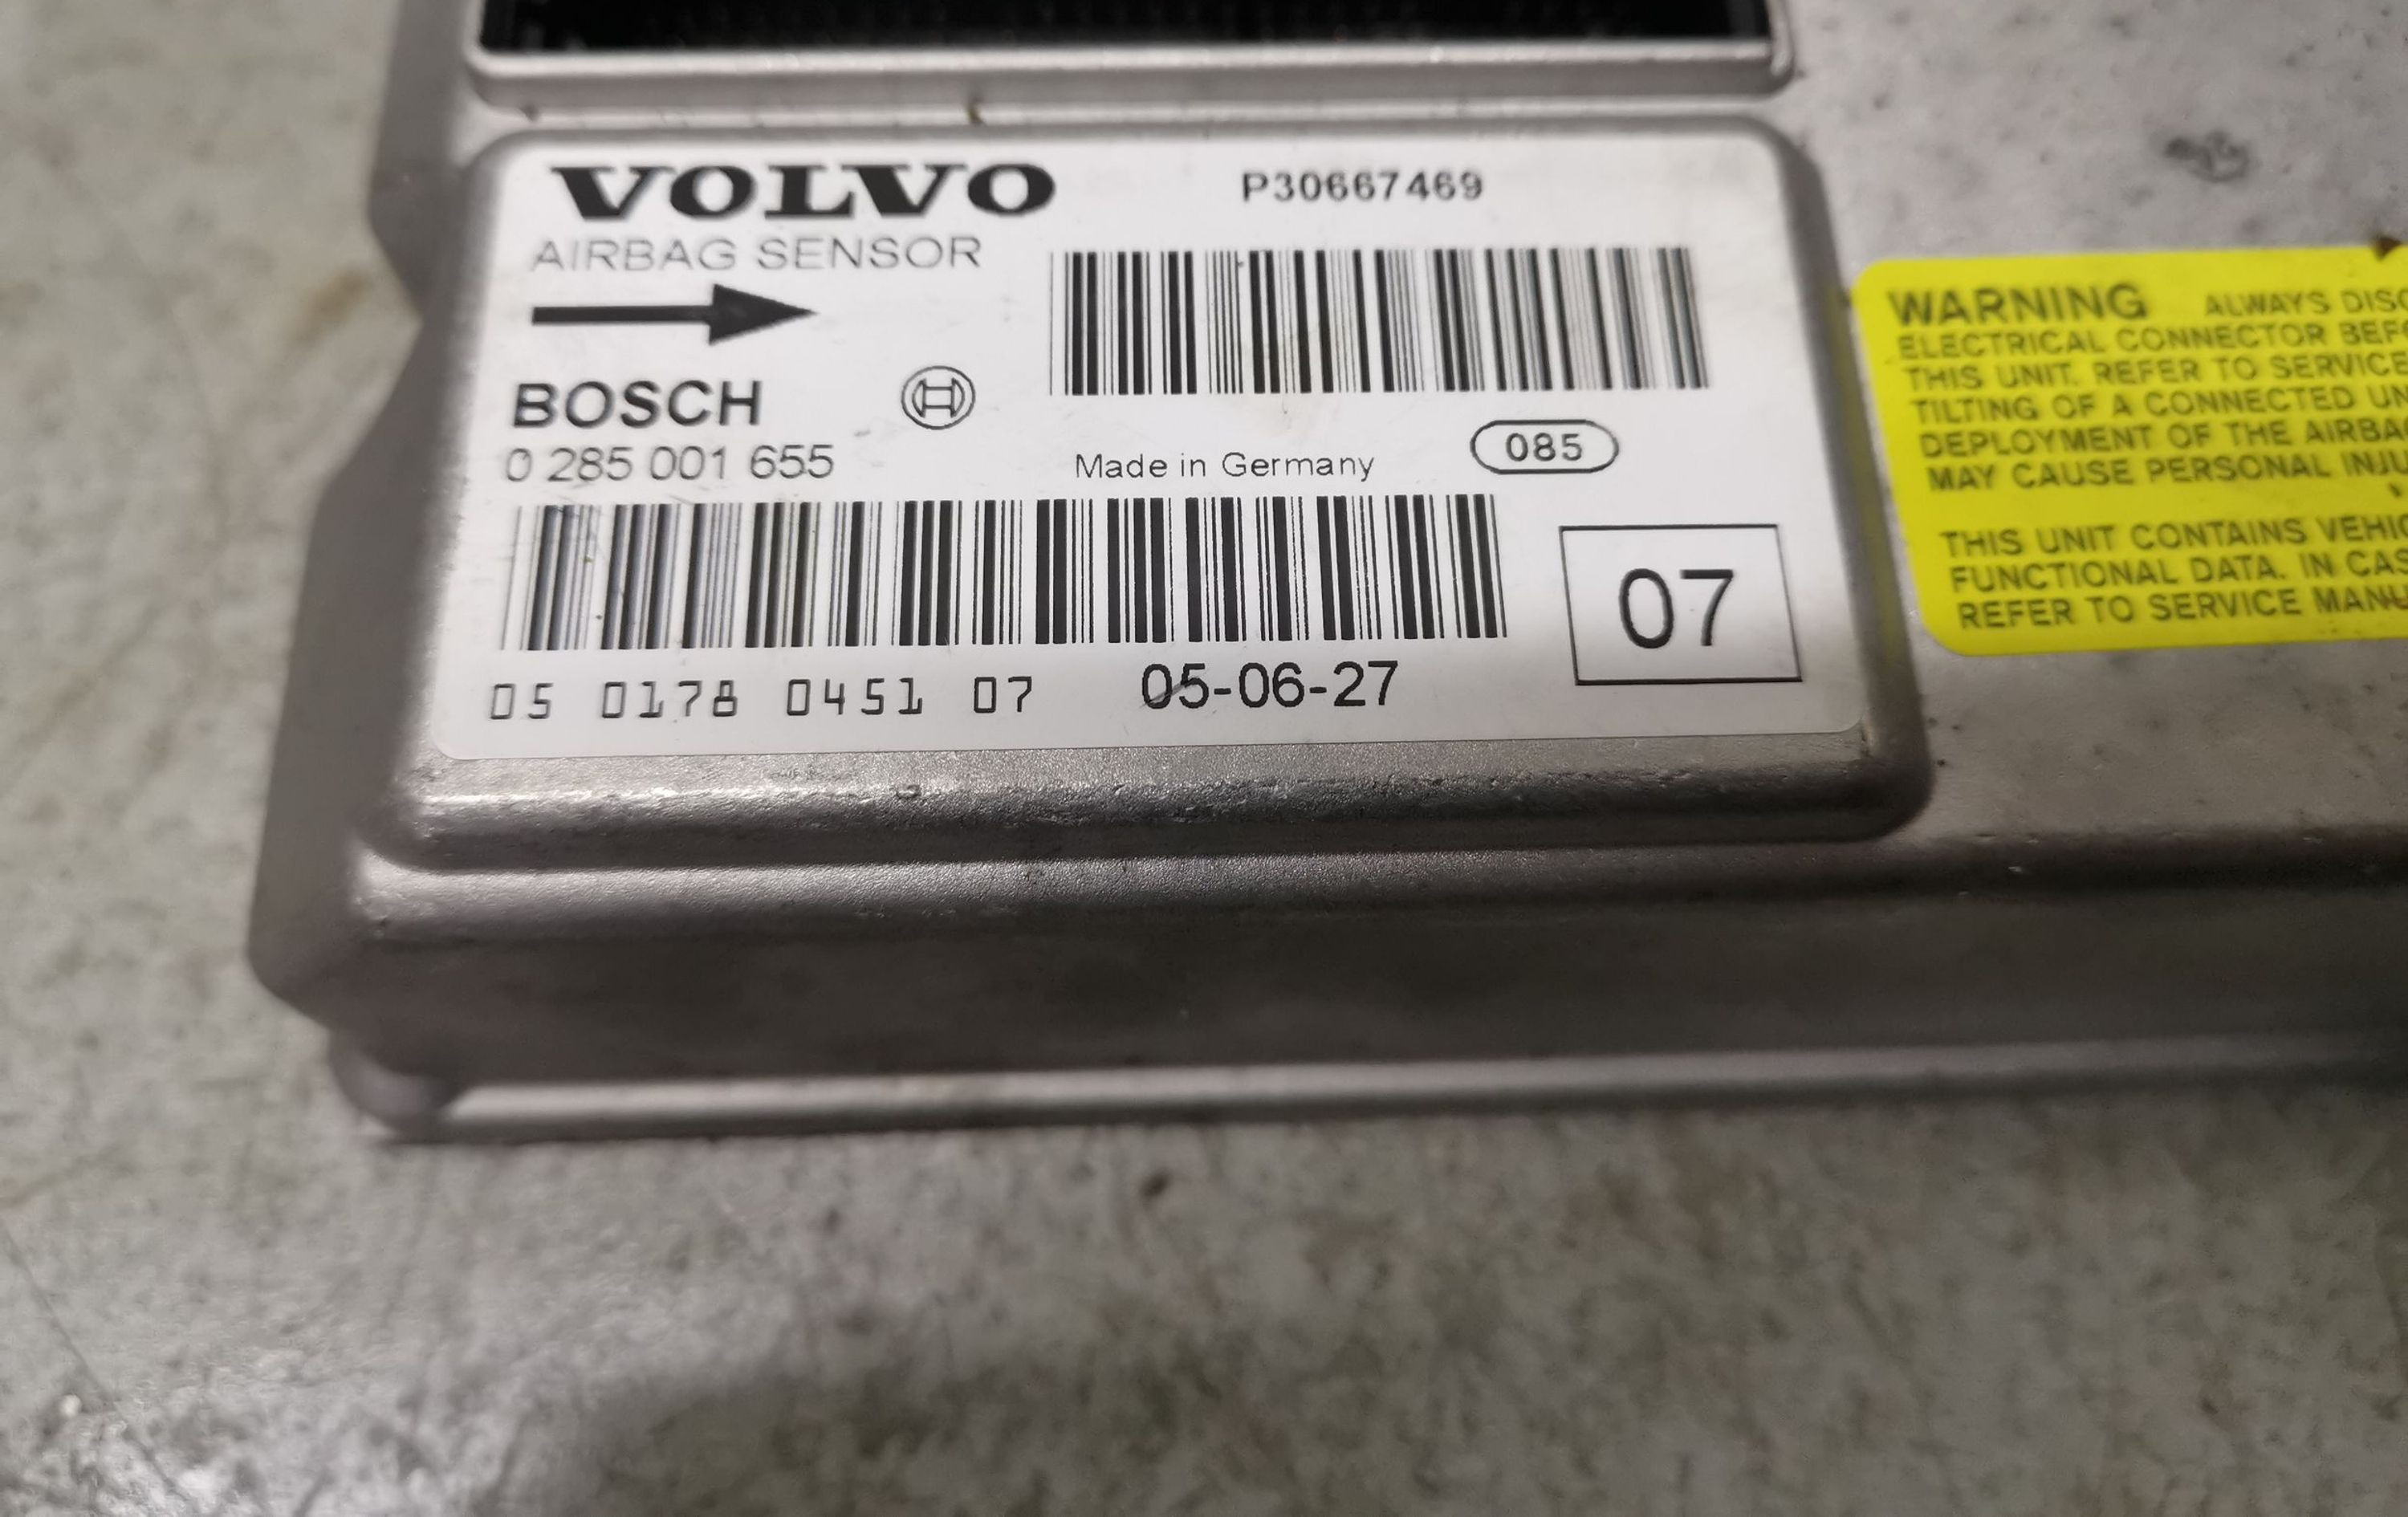 VOLVO P30667469
AIRBAG SENSOR
BOSCH
0 285 001 655 Made in Germany 085
07
05 0178 0451 07 05-06-27
WARNING ALWAYS
ELECTRICAL CONNECTOR
THIS UNIT. REFER TO SERVICE
TILTING OF A CONNECTED
DEPLOYMENT OF THE
MAY CAUSE PERSONAL
THIS UNIT CONTAINS
FUNCTIONAL DATA. IN
REFER TO SERVICE